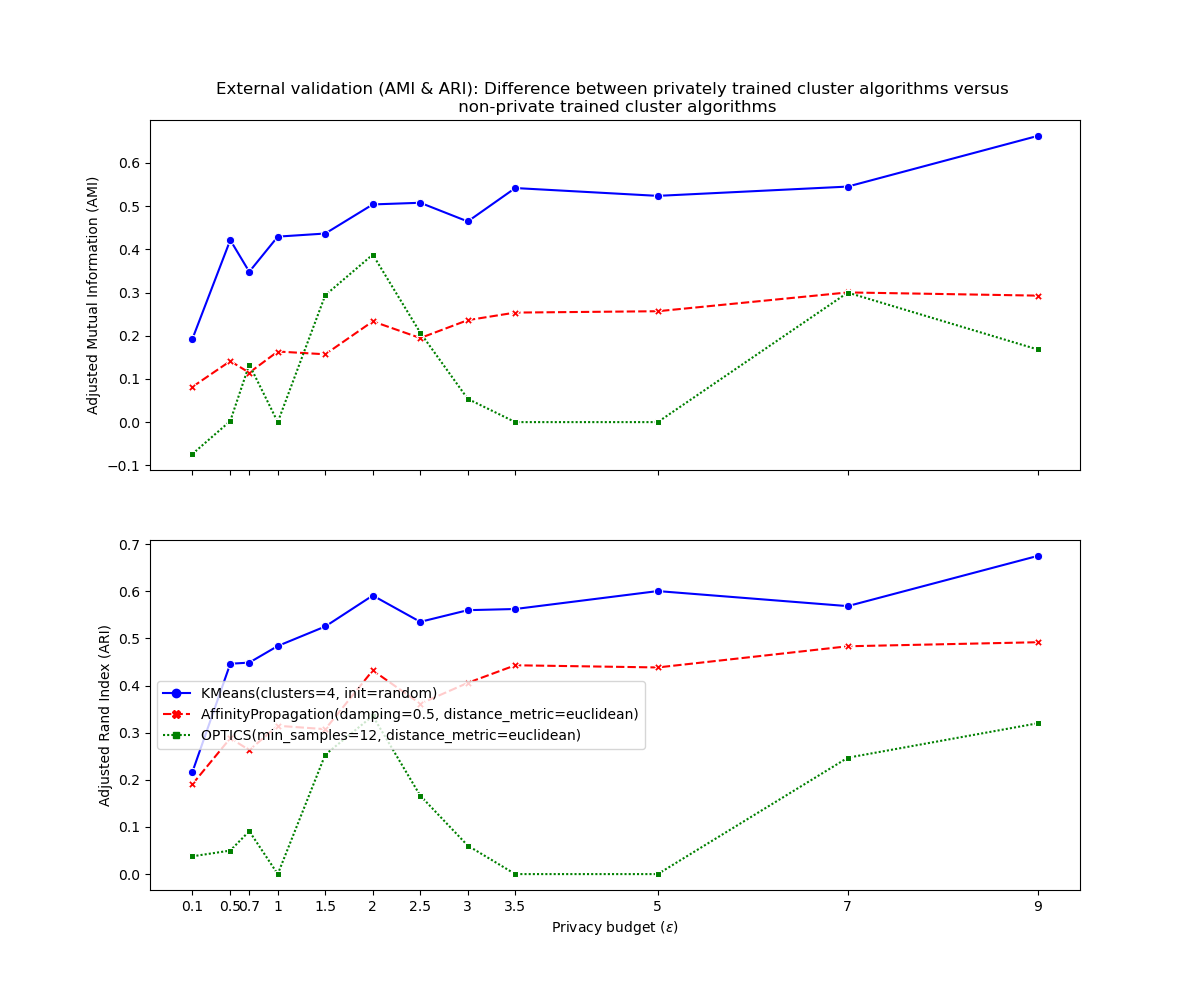 External validation (AMI & ARI): Difference between privately trained cluster algorithms versus
non-private trained cluster algorithms
Adjusted Mutual Information (AMI)
0.6
0.5
0.4
0.3
0.2
0.1
0.0
−0.1
Adjusted Rand Index (ARI)
0.7
0.6
0.5
0.4
0.3
0.2
0.1
0.0
KMeans(clusters=4, init=random)
AffinityPropagation(damping=0.5, distance_metric=euclidean)
OPTICS(min_samples=12, distance_metric=euclidean)
0.1 0.5 0.7 1 1.5 2 2.5 3 3.5 5 7 9
Privacy budget (ε)